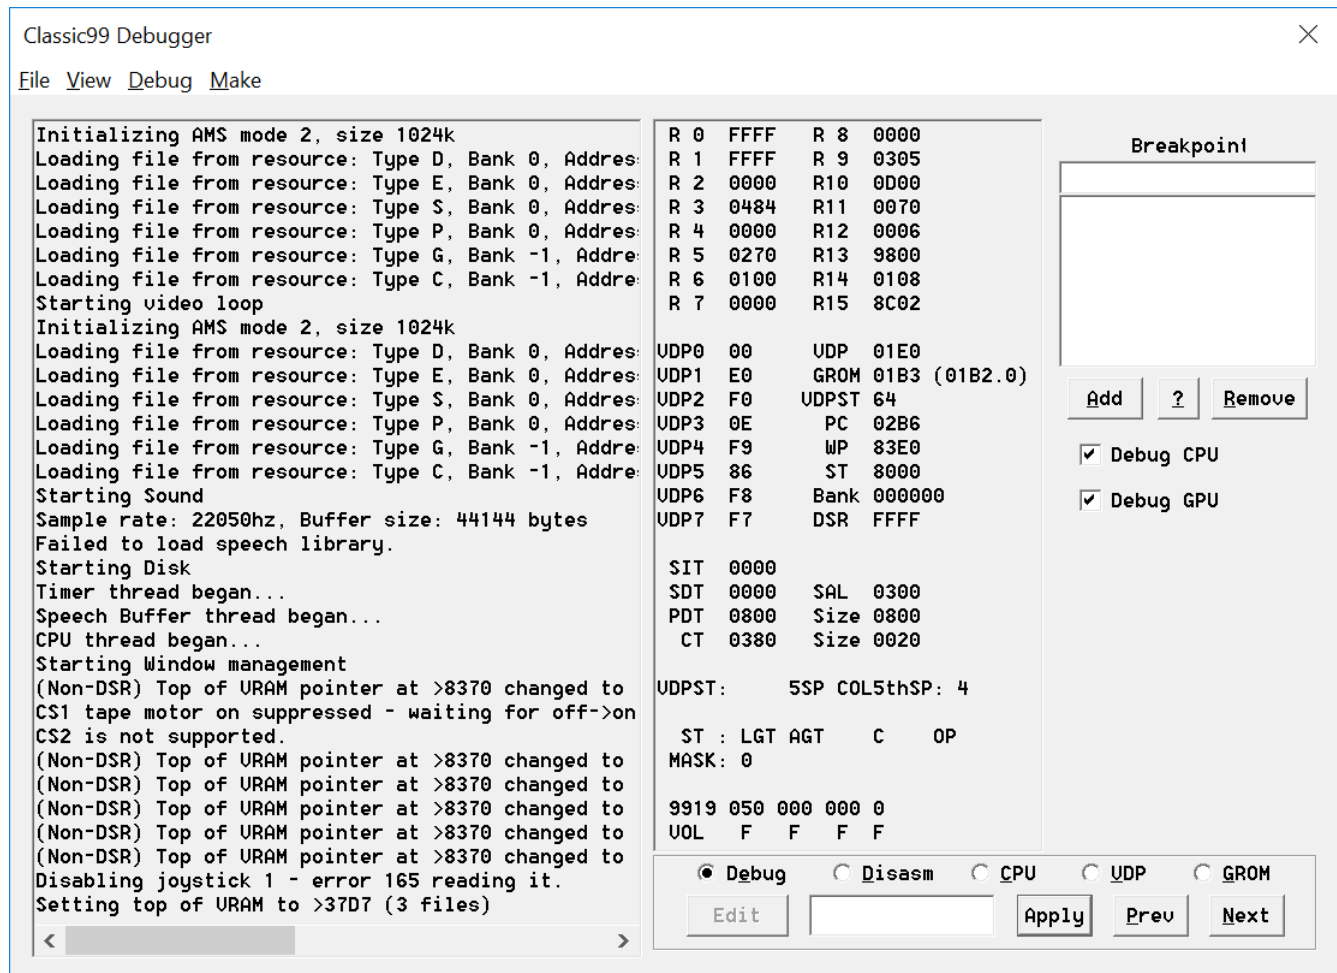 Classic99 Debugger
File View Debug Make
Initializing AMS mode 2, size 1024k
Loading file from resource: Type D, Bank 0, Addres
Loading file from resource: Type E, Bank 0, Addres
Loading file from resource: Type S, Bank 0, Addres
Loading file from resource: Type P, Bank 0, Addres
Loading file from resource: Type G, Bank -1, Addre
Loading file from resource: Type C, Bank -1, Addre
Starting video loop
Initializing AMS mode 2, size 1024k
Loading file from resource: Type D, Bank 0, Addres
Loading file from resource: Type E, Bank 0, Addres
Loading file from resource: Type S, Bank 0, Addres
Loading file from resource: Type P, Bank 0, Addres
Loading file from resource: Type G, Bank -1, Addre
Loading file from resource: Type C, Bank -1, Addre
Starting Sound
Sample rate: 22050hz, Buffer size: 44144 bytes
Failed to load speech library.
Starting Disk
Timer thread began...
Speech Buffer thread began...
CPU thread began...
Starting Window management
(Non-DSR) Top of VRAM pointer at >8370 changed to
CS1 tape motor on suppressed - waiting for off->on
CS2 is not supported.
(Non-DSR) Top of VRAM pointer at >8370 changed to
(Non-DSR) Top of VRAM pointer at >8370 changed to
(Non-DSR) Top of VRAM pointer at >8370 changed to
(Non-DSR) Top of VRAM pointer at >8370 changed to
(Non-DSR) Top of VRAM pointer at >8370 changed to
Disabling joystick 1 - error 165 reading it.
Setting top of VRAM to >37D7 (3 files)
R 0 FFFF R 8 0000
R 1 FFFF R 9 0305
R 2 0000 R10 0D00
R 3 0484 R11 0070
R 4 0000 R12 0006
R 5 0270 R13 9800
R 6 0100 R14 0108
R 7 0000 R15 8C02
VDP0 00 VDP 01E0
VDP1 E0 GROM 01B3 (01B2.0)
VDP2 F0 VDPST 64
VDP3 0E PC 02B6
VDP4 F9 WP 83E0
VDP5 86 ST 8000
VDP6 F8 Bank 000000
VDP7 F7 DSR FFFF
SIT 0000
SDT 0000 SAL 0300
PDT 0800 Size 0800
CT 0380 Size 0020
VDPST: 5SP COL5thSP: 4
ST : LGT AGT C OP
MASK: 0
9919 050 000 000 0
VOL F F F F
Breakpoint
Add ? Remove
Debug CPU
Debug GPU
Debug Disasm CPU VDP GROM
Edit Apply Prev Next